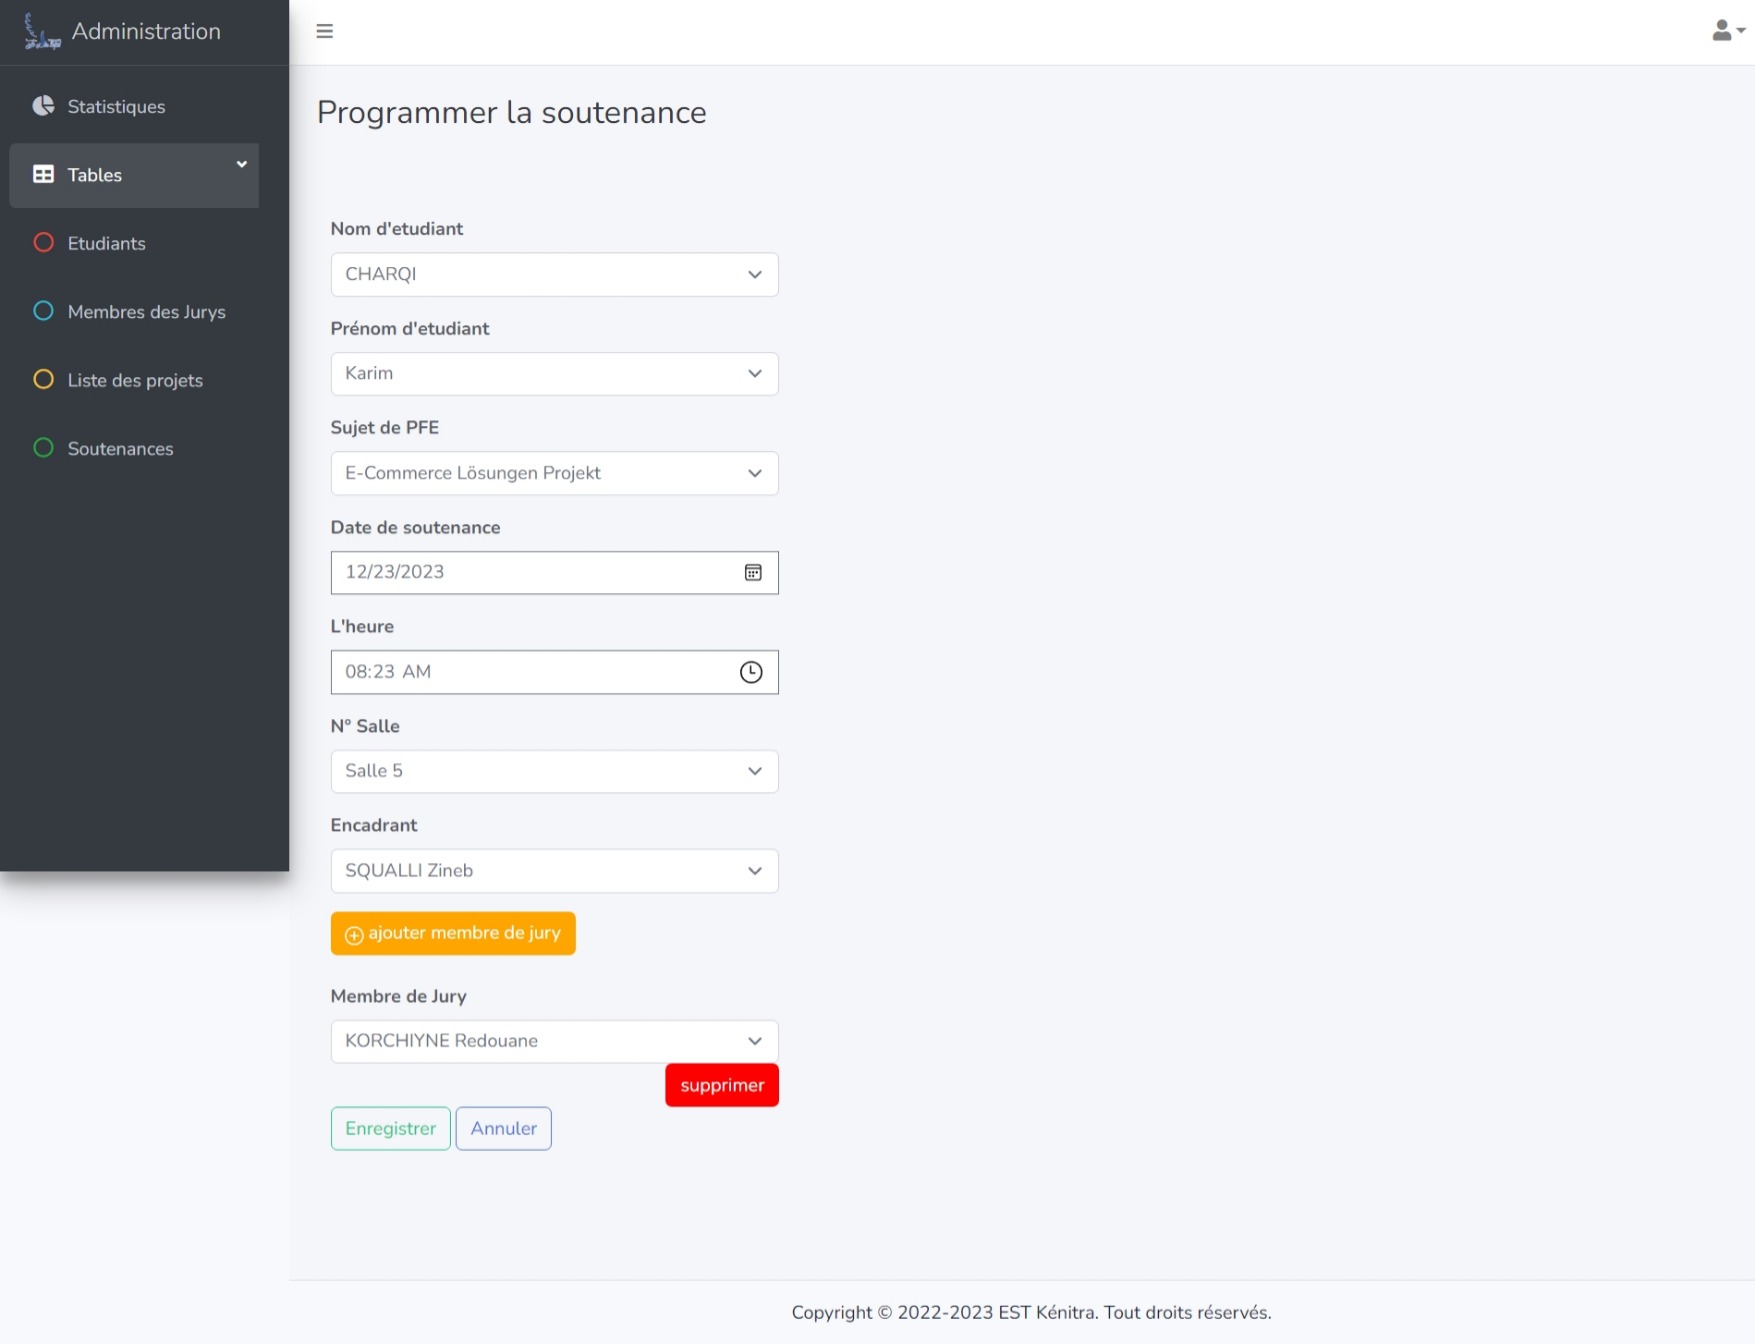 Administration
Statistiques
Tables
Etudiants
Membres des Jurys
Liste des projets
Soutenances
Programmer la soutenance
Nom d'etudiant
CHARQI
Prénom d'etudiant
Karim
Sujet de PFE
E-Commerce Lösungen Projekt
Date de soutenance
12/23/2023
L'heure
08:23 AM
N° Salle
Salle 5
Encadrant
SQUALLI Zineb
ajouter membre de jury
Membre de Jury
KORCHIYNE Redouane
supprimer
Enregistrer Annuler
Copyright © 2022-2023 EST Kénitra. Tout droits réservés.